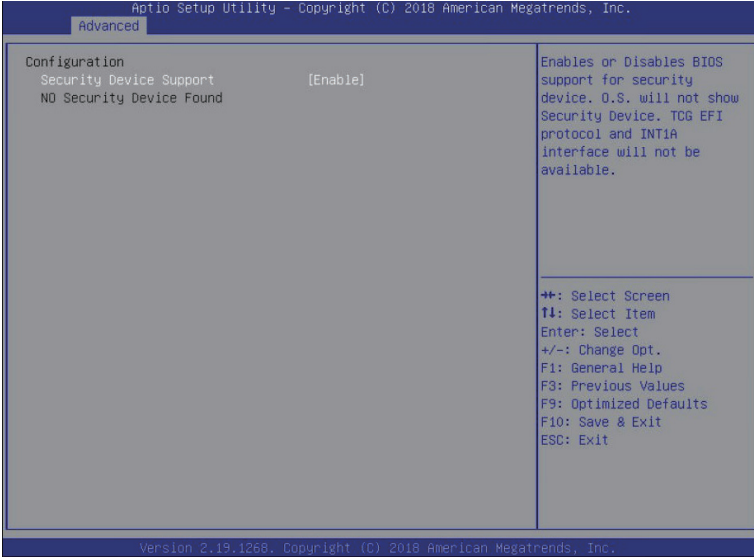 Aptio Setup Utility – Copyright (C) 2018 American Megatrends, Inc.
Advanced
Configuration
Security Device Support [Enable]
NO Security Device Found
Enables or Disables BIOS
support for security
device. O.S. will not show
Security Device. TCG EFI
protocol and INT1A
interface will not be
available.
→←: Select Screen
↑↓: Select Item
Enter: Select
+/-: Change Opt.
F1: General Help
F3: Previous Values
F9: Optimized Defaults
F10: Save & Exit
ESC: Exit
Version 2.19.1268. Copyright (C) 2018 American Megatrends, Inc.